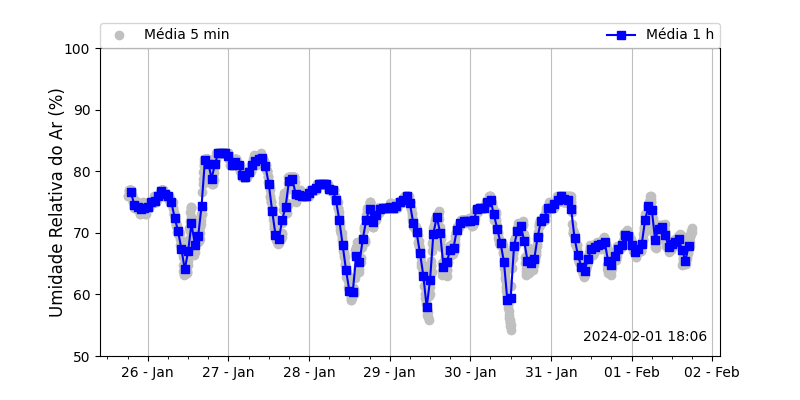 Média 5 min
Média 1 h
Umidade Relativa do Ar (%)
100
90
80
70
60
50
2024-02-01 18:06
26 - Jan
27 - Jan
28 - Jan
29 - Jan
30 - Jan
31 - Jan
01 - Feb
02 - Feb